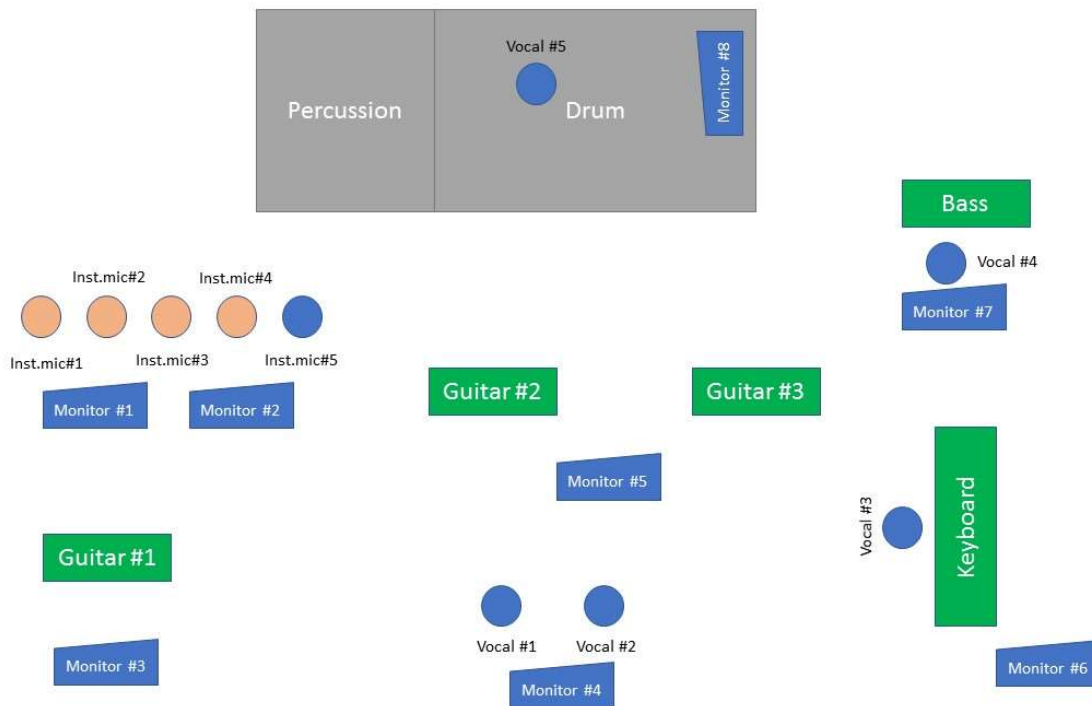 Vocal #5
Monitor #8
Percussion
Drum
Bass
Vocal #4
Monitor #7
Inst.mic#2
Inst.mic#4
Inst.mic#1
Inst.mic#3
Inst.mic#5
Monitor #1
Monitor #2
Guitar #2
Guitar #3
Monitor #5
Vocal #3
Keyboard
Guitar #1
Vocal #1
Vocal #2
Monitor #3
Monitor #4
Monitor #6